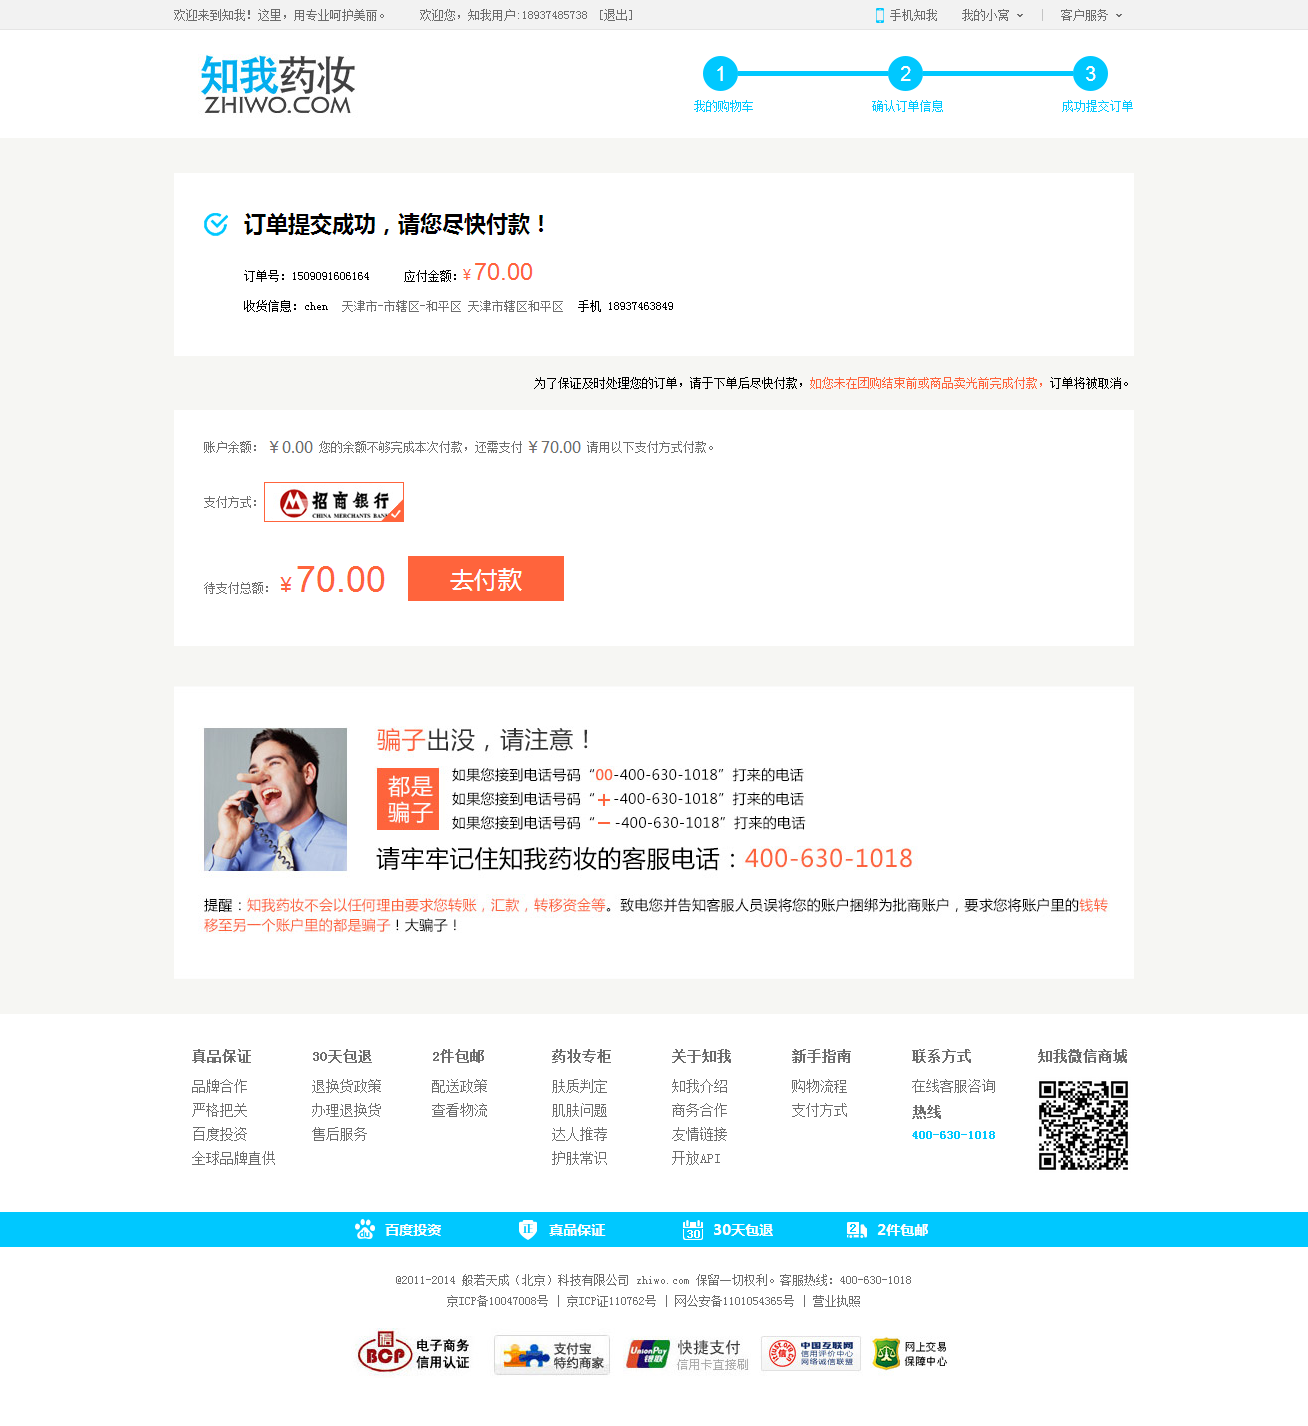 欢迎来到知我！这里，用专业呵护美丽。 欢迎您，知我用户:18937485738 [退出] 手机知我 我的小窝 客户服务
知我药妆
ZHIWO.COM
1 2 3
我的购物车 确认订单信息 成功提交订单
订单提交成功，请您尽快付款！
订单号：1509091606164 应付金额：¥70.00
收货信息：chen 天津市-市辖区-和平区 天津市辖区和平区 手机 18937463849
为了保证及时处理您的订单，请于下单后尽快付款，如您未在团购结束前或商品卖光前完成付款，订单将被取消。
账户余额： ¥0.00 您的余额不够完成本次付款，还需支付 ¥70.00 请用以下支付方式付款。
支付方式： 招商银行
CHINA MERCHANTS BANK
待支付总额： ¥70.00 去付款
骗子出没，请注意！
都是
骗子
如果您接到电话号码“00-400-630-1018”打来的电话
如果您接到电话号码“+-400-630-1018”打来的电话
如果您接到电话号码“—-400-630-1018”打来的电话
请牢牢记住知我药妆的客服电话：400-630-1018
提醒：知我药妆不会以任何理由要求您转账，汇款，转移资金等。致电您并告知客服人员误将您的账户捆绑为批商账户，要求您将账户里的钱转
移至另一个账户里的都是骗子！大骗子！
真品保证 30天包退 2件包邮 药妆专柜 关于知我 新手指南 联系方式 知我微信商城
品牌合作 退换货政策 配送政策 肤质判定 知我介绍 购物流程 在线客服咨询
严格把关 办理退换货 查看物流 肌肤问题 商务合作 支付方式 热线
百度投资 售后服务 达人推荐 友情链接 400-630-1018
全球品牌直供 护肤常识 开放API
du 百度投资 证 真品保证 30 30天包退 2 2件包邮
@2011-2014 般若天成（北京）科技有限公司 zhiwo.com 保留一切权利。客服热线：400-630-1018
京ICP备10047008号 | 京ICP证110762号 | 网公安备1101054365号 | 营业执照
信 BCP 电子商务
信用认证
支付宝
特约商家
UnionPay 银联 快捷支付
信用卡直接刷
信 中国互联网
信用评价中心
网络诚信联盟
网上交易
保障中心